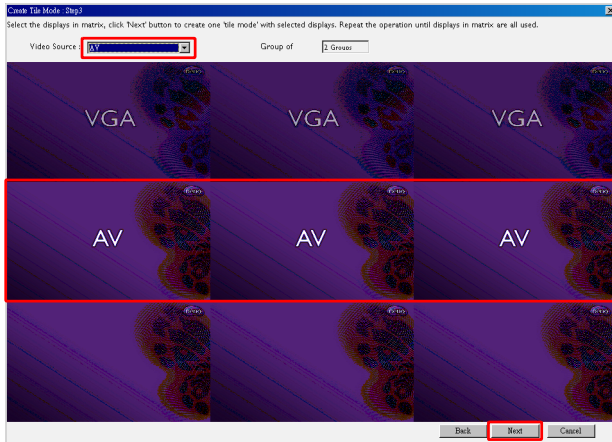 Create Tile Mode : Step3
Select the displays in matrix, click 'Next' button to create one 'tile mode' with selected displays. Repeat the operation until displays in matrix are all used.
Video Source : AV Group of 2 Groups
VGA VGA VGA
AV AV AV
Back Next Cancel